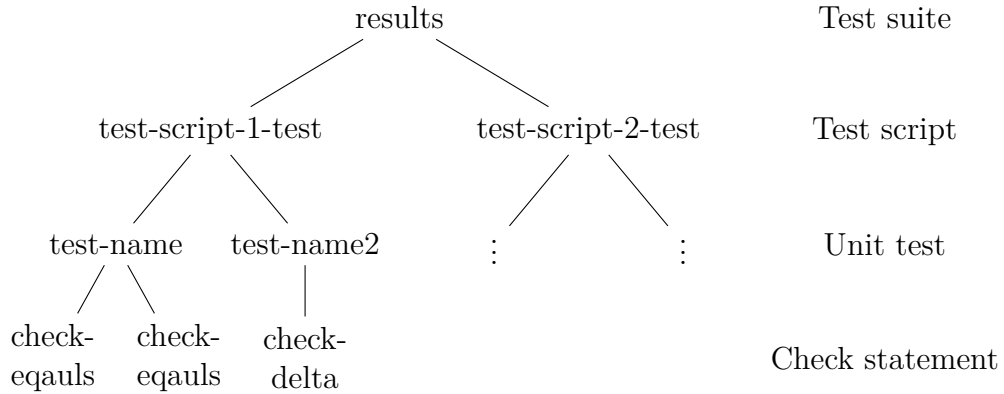 results Test suite
test-script-1-test test-script-2-test Test script
test-name test-name2 ⋮ ⋮ Unit test
check- check- check-
eqauls eqauls delta Check statement